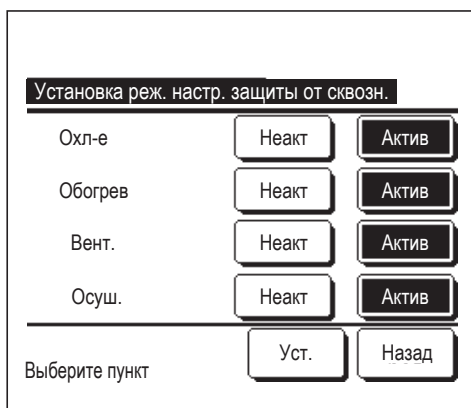 Установка реж. настр. защиты от сквозн.
Охл-е Неакт Актив
Обогрев Неакт Актив
Вент. Неакт Актив
Осуш. Неакт Актив
Уст. Назад
Выберите пункт